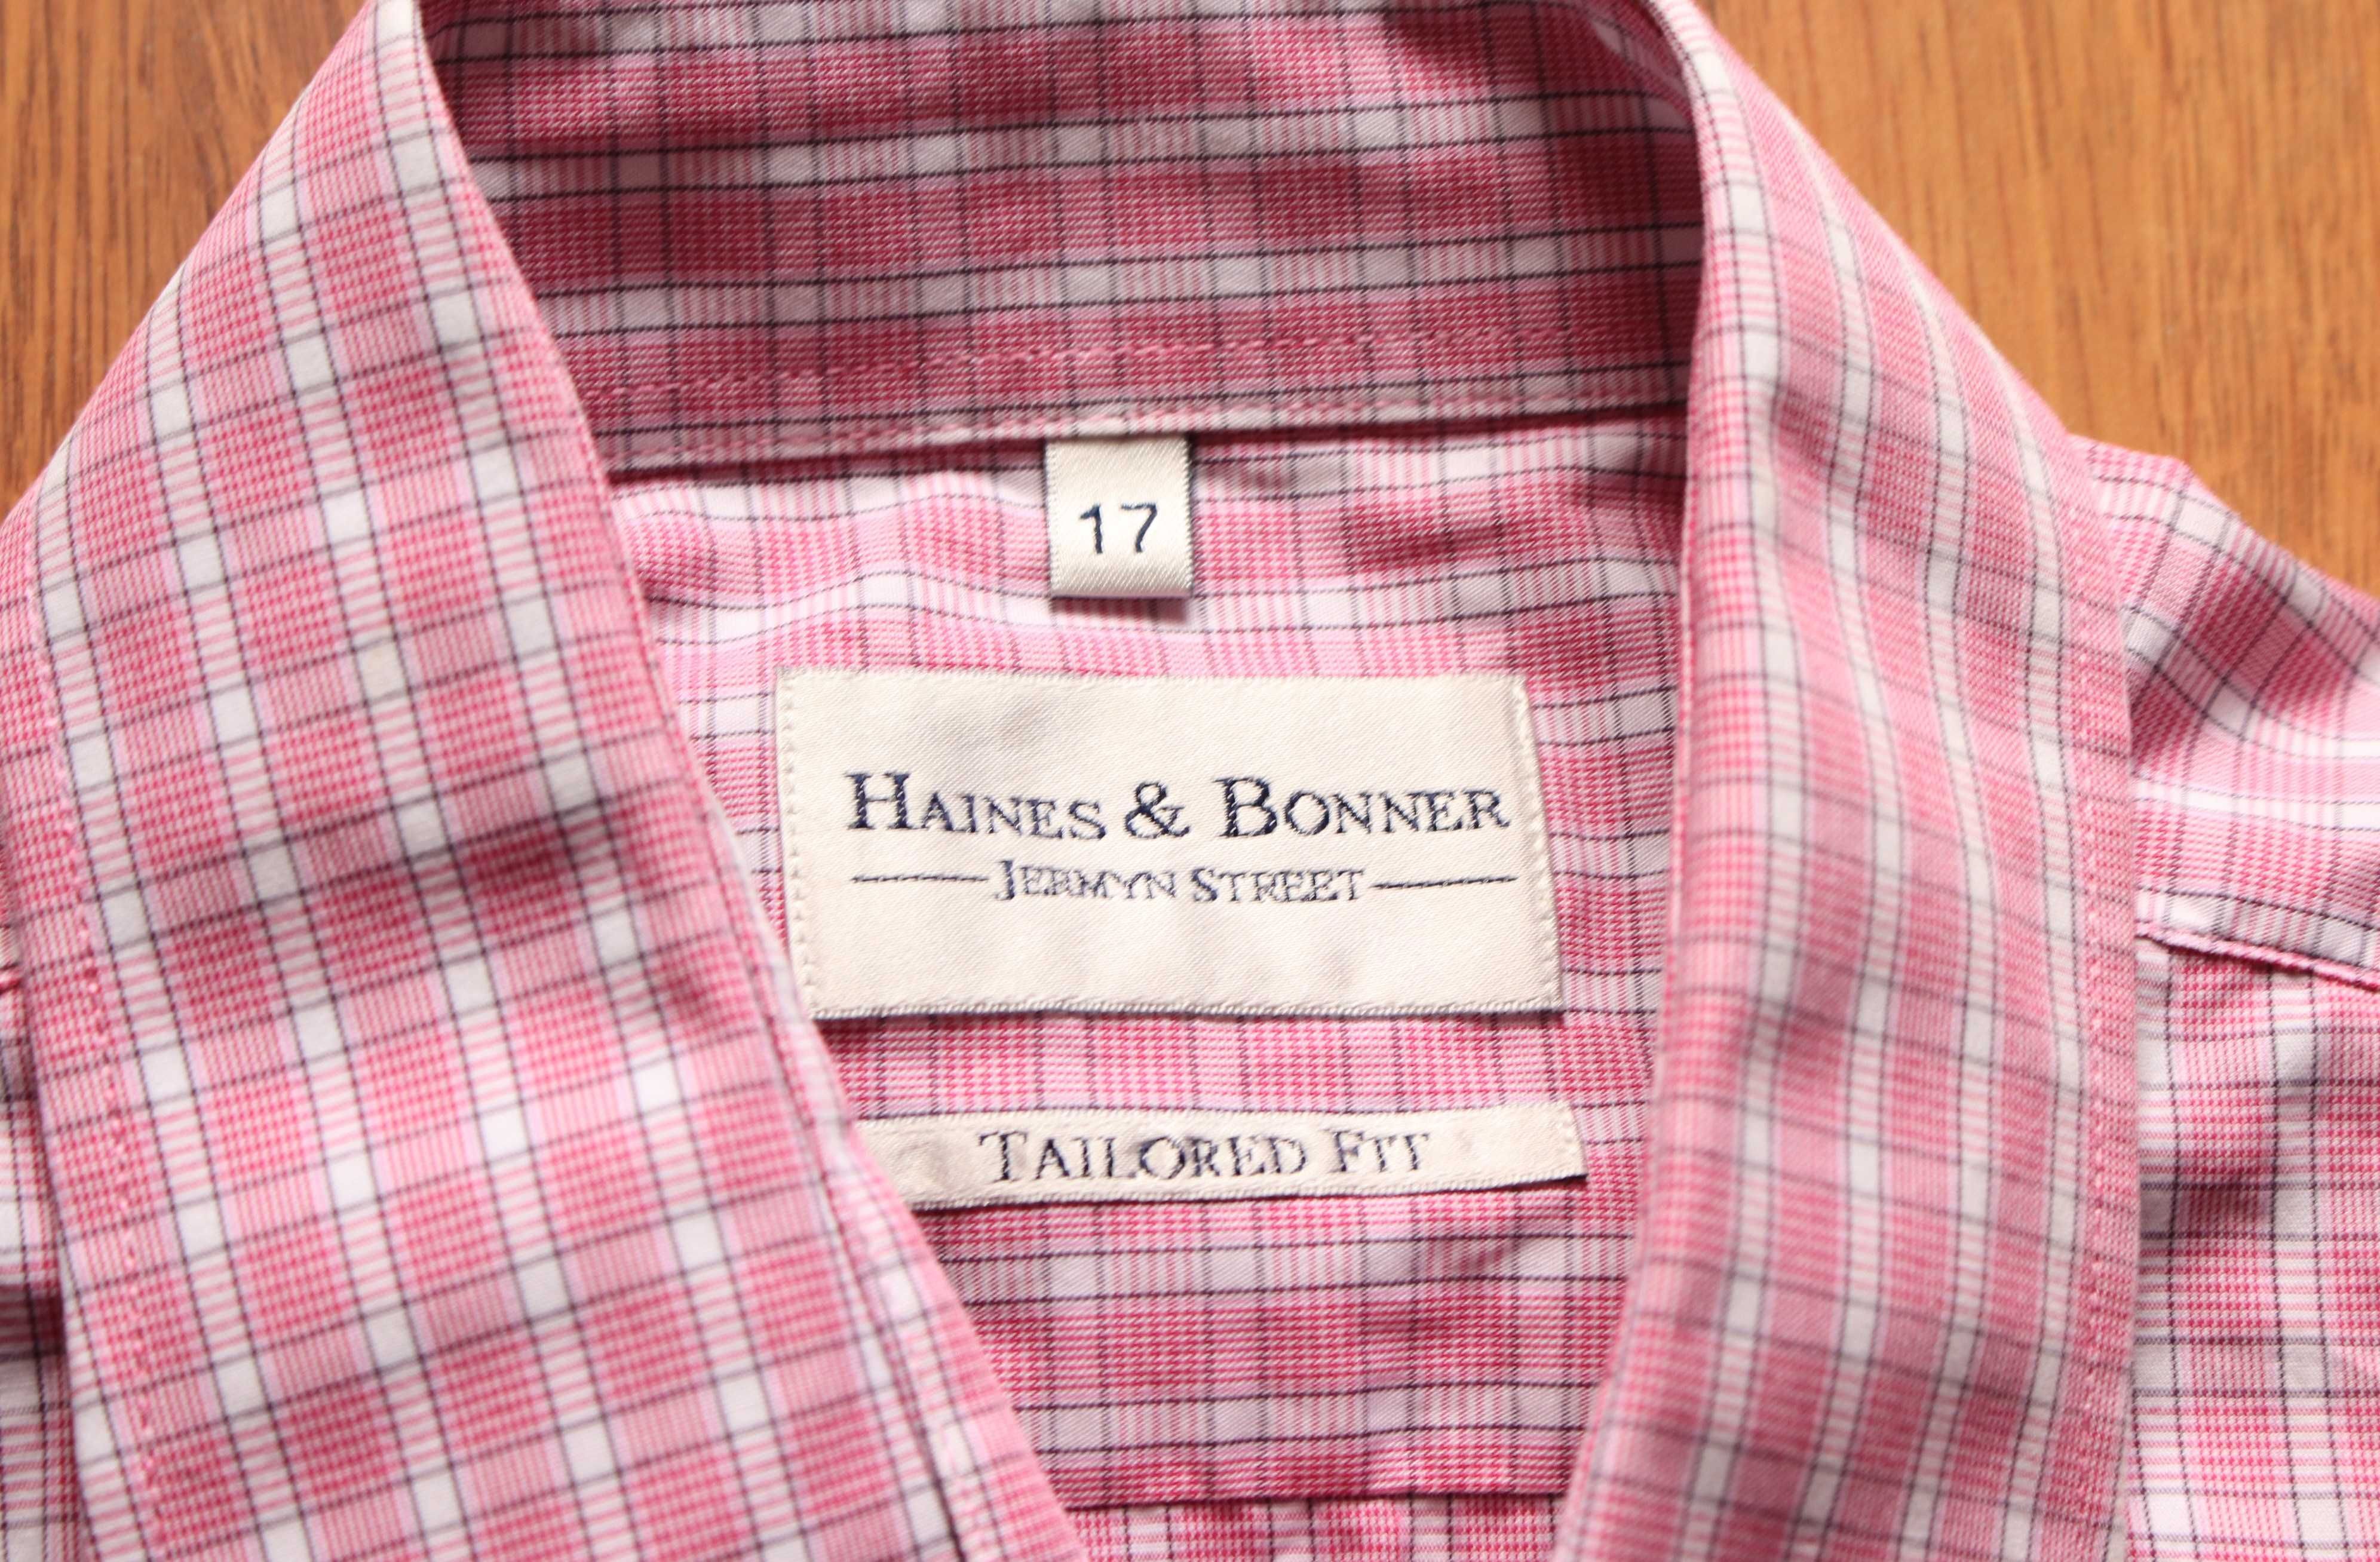 17
HAINES & BONNER
JERMYN STREET
TAILORED FIT